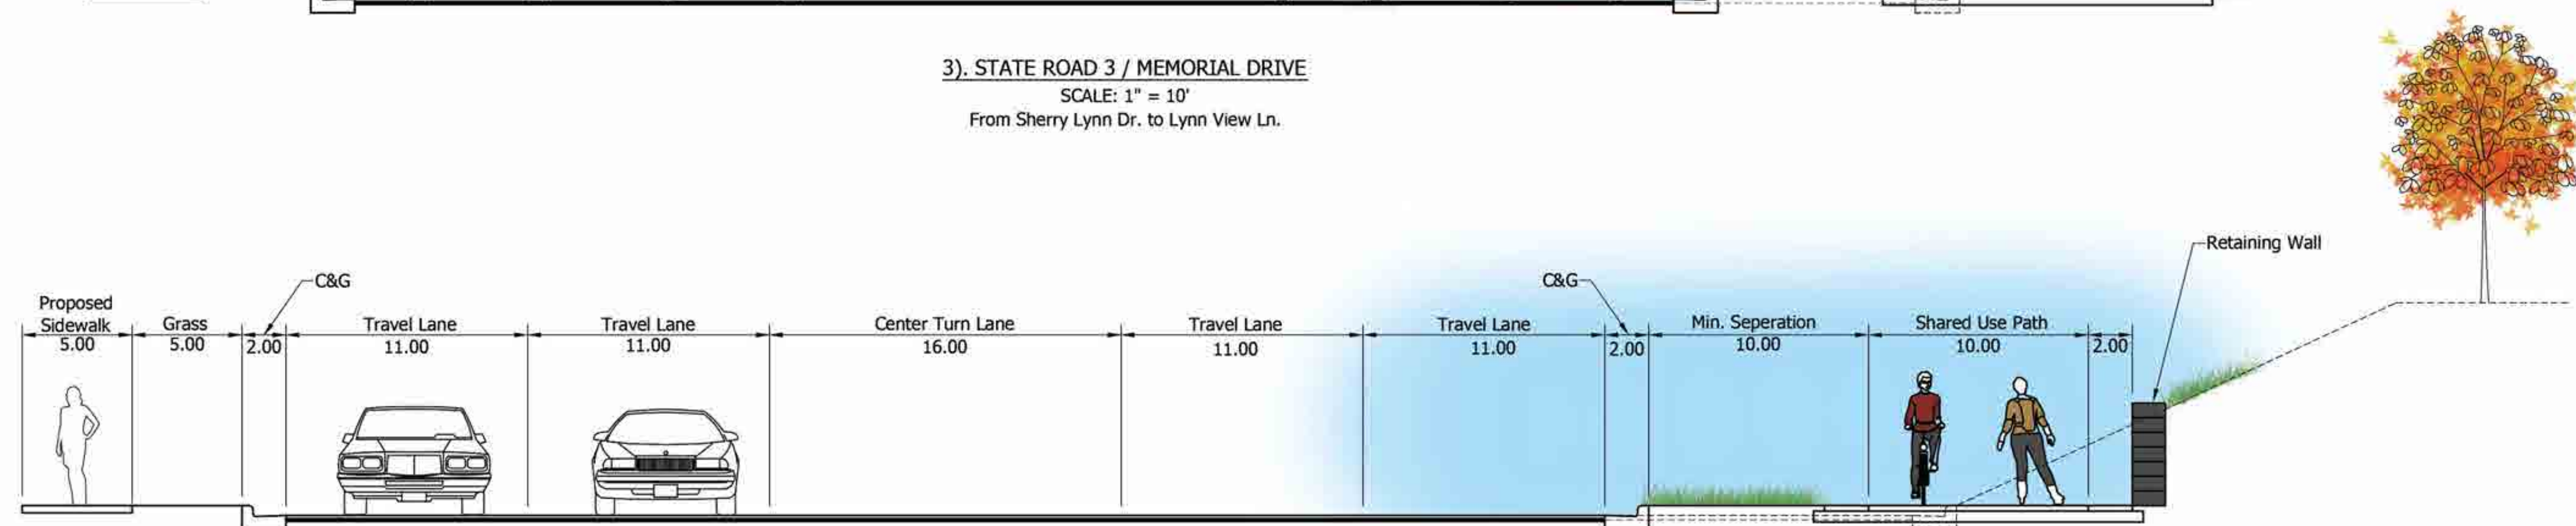 3). STATE ROAD 3 / MEMORIAL DRIVE
SCALE: 1" = 10'
From Sherry Lynn Dr. to Lynn View Ln.
Retaining Wall
C&G
C&G
Proposed
Sidewalk
Grass
Travel Lane
Travel Lane
Center Turn Lane
Travel Lane
Travel Lane
Min. Seperation
Shared Use Path
5.00
5.00
2.00
11.00
11.00
16.00
11.00
11.00
2.00
10.00
10.00
2.00